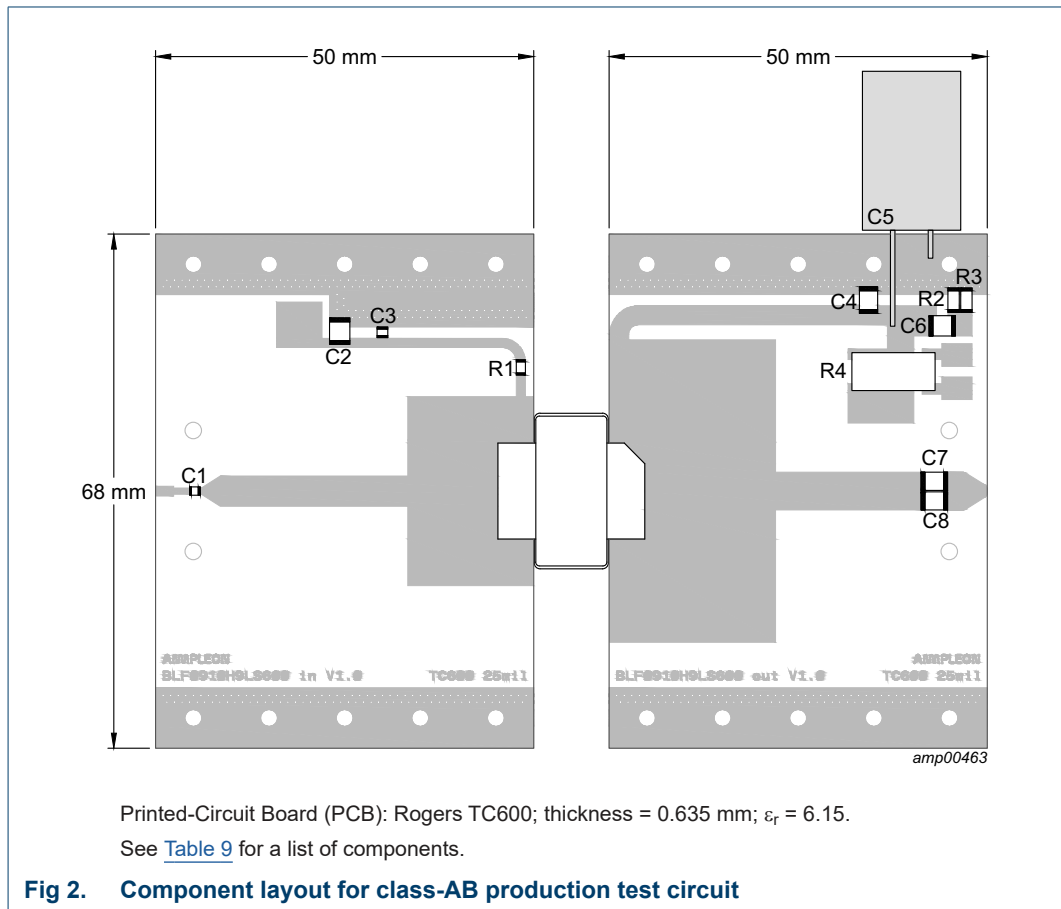 50 mm
50 mm
C5
R3
C4
R2
C3
C6
C2
R1
R4
C1
C7
68 mm
C8
AMPLEON
AMPLEON
BLF0910H9LS600 in V1.0
TC600 25mil
BLF0910H9LS600 out V1.0
TC600 25mil
amp00463
Printed-Circuit Board (PCB): Rogers TC600; thickness = 0.635 mm; εr = 6.15.
See Table 9 for a list of components.
Fig 2. Component layout for class-AB production test circuit